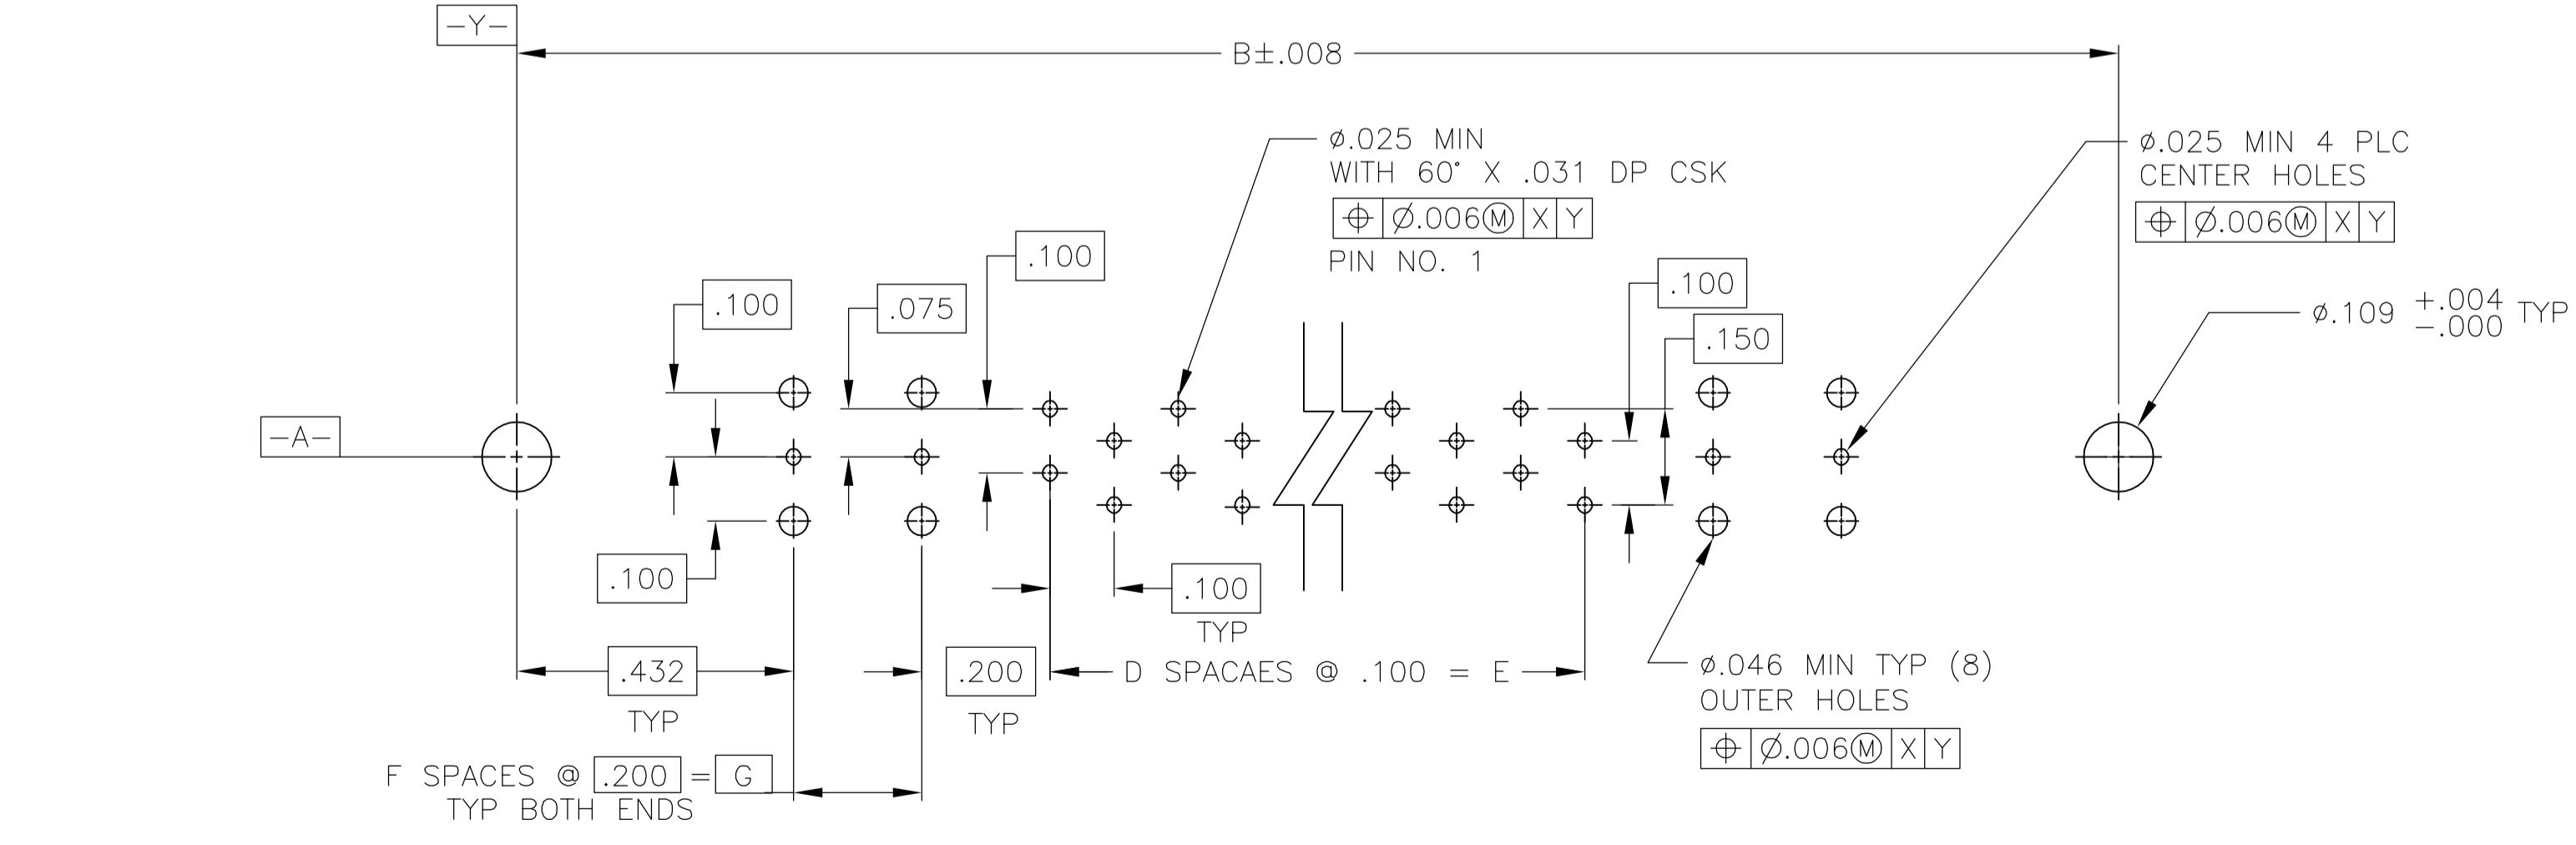 -Y-
B±.008
ø.025 MIN
WITH 60° X .031 DP CSK
⌖ Ø.006Ⓜ X Y
PIN NO. 1
ø.025 MIN 4 PLC
CENTER HOLES
⌖ Ø.006Ⓜ X Y
.100
.100
.075
.100
.150
ø.109 +.004 -.000 TYP
-A-
.100
.100
TYP
.432
TYP
.200
TYP
D SPACAES @ .100 = E
ø.046 MIN TYP (8)
OUTER HOLES
⌖ Ø.006Ⓜ X Y
F SPACES @ .200 = G
TYP BOTH ENDS